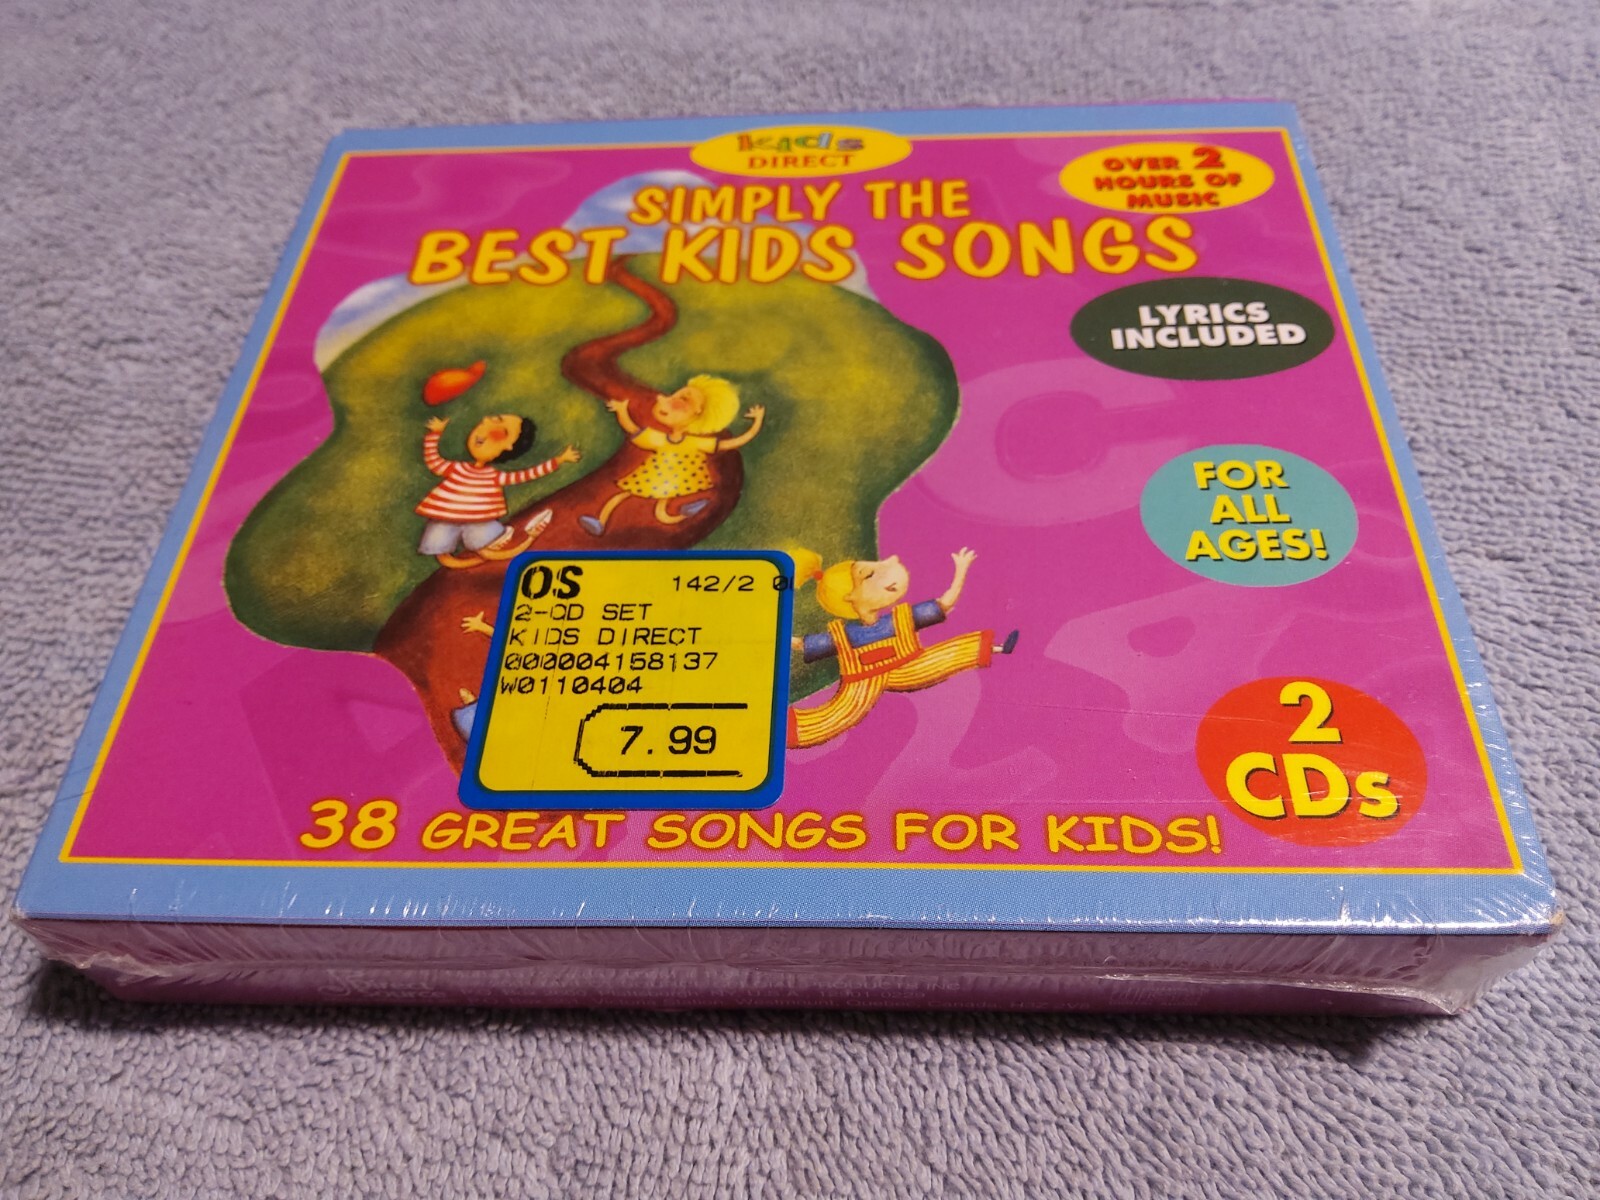 kids
DIRECT
SIMPLY THE
BEST KIDS SONGS
OVER 2
HOURS OF
MUSIC
LYRICS
INCLUDED
FOR
ALL
AGES!
OS 142/2
2-CD SET
KIDS DIRECT
000004158137
W0110404
7.99
2
CDs
38 GREAT SONGS FOR KIDS!